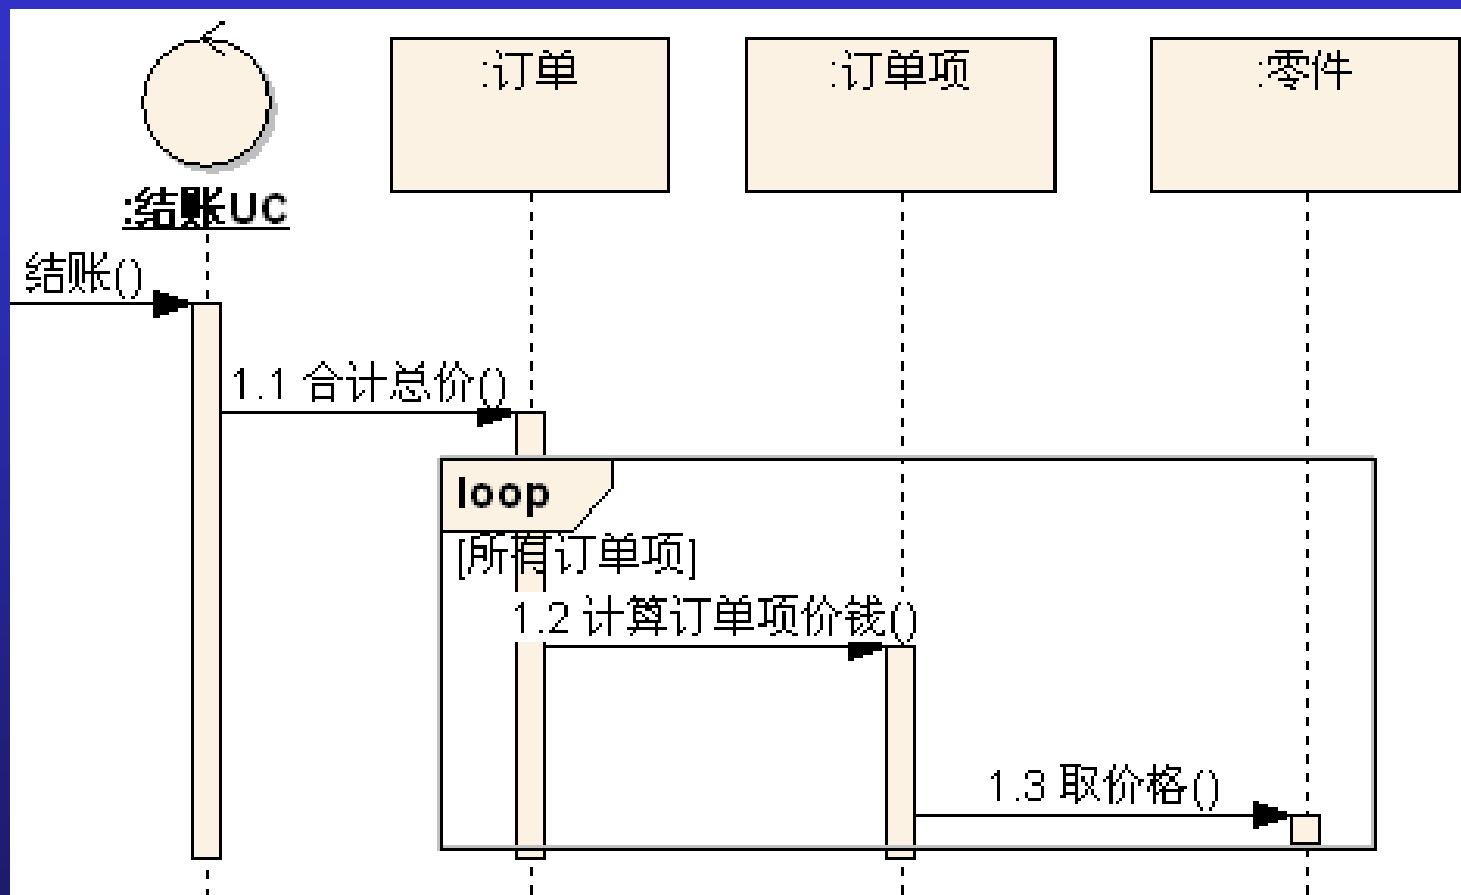 :订单
:订单项
:零件
:结账UC
结账()
1.1 合计总价()
loop
[所有订单项]
1.2 计算订单项价钱()
1.3 取价格()